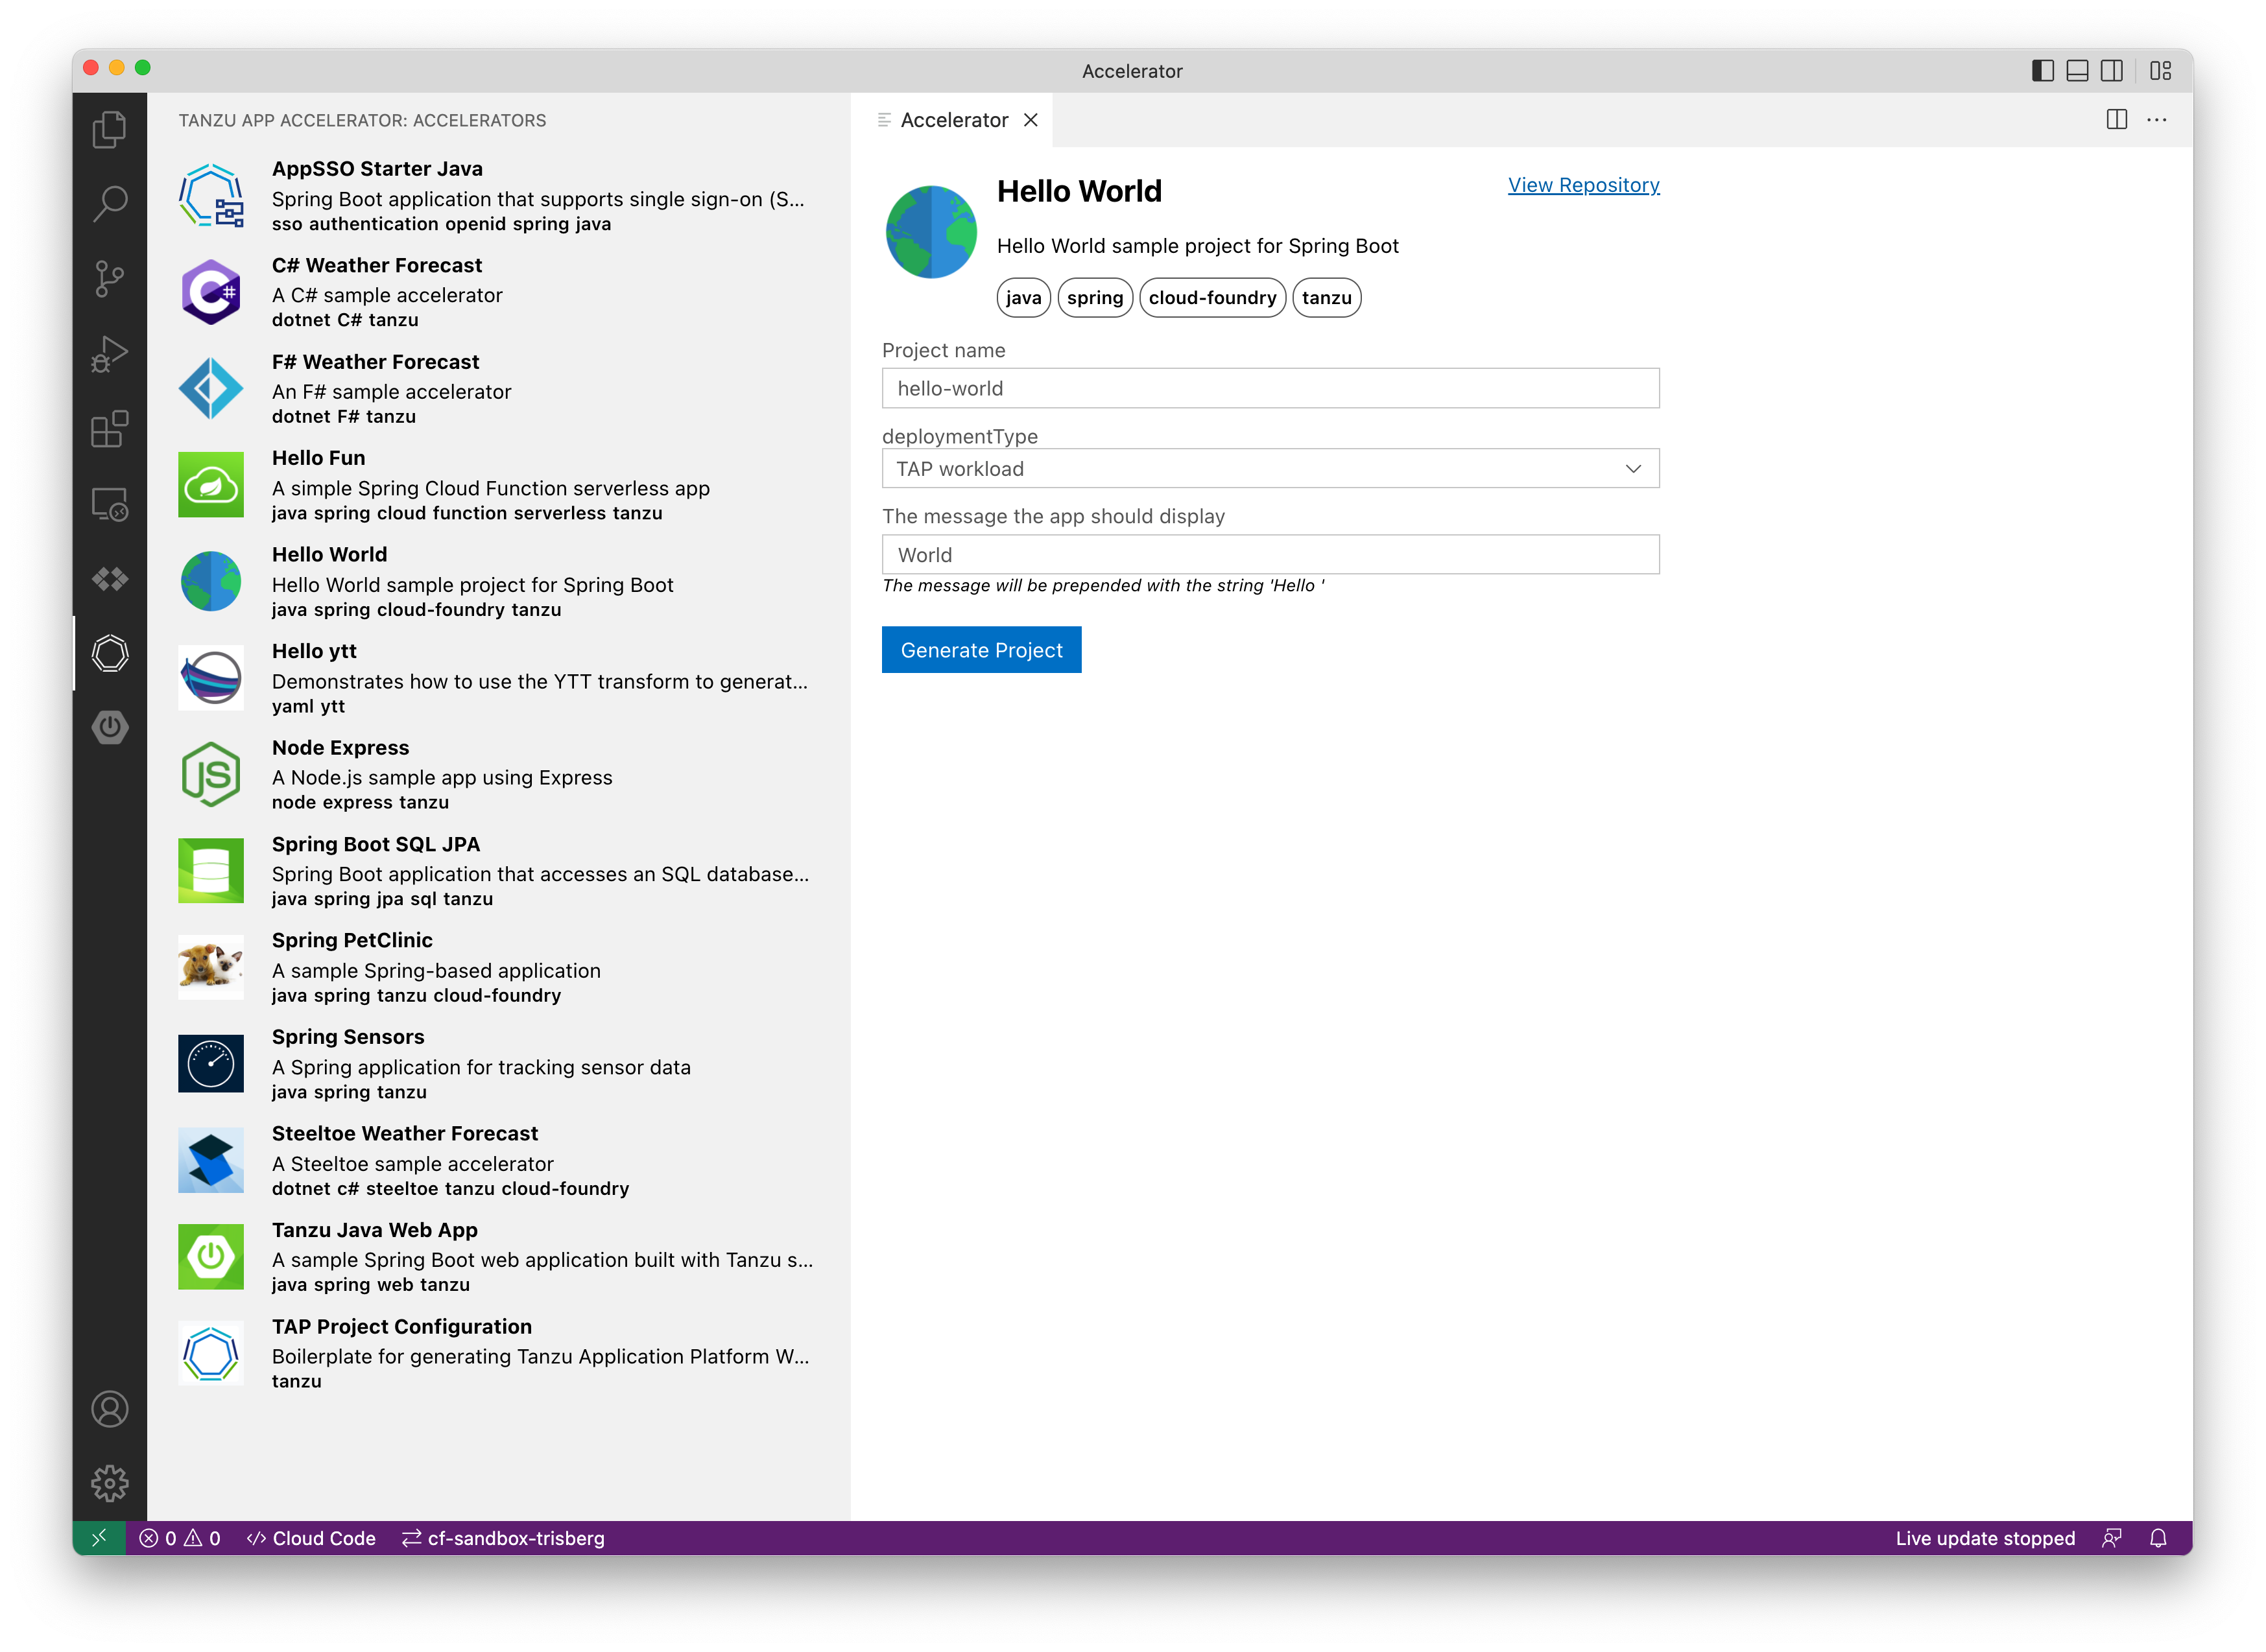 Accelerator
TANZU APP ACCELERATOR: ACCELERATORS
AppSSO Starter Java
Spring Boot application that supports single sign-on (S...
sso authentication openid spring java
C# Weather Forecast
A C# sample accelerator
dotnet C# tanzu
F# Weather Forecast
An F# sample accelerator
dotnet F# tanzu
Hello Fun
A simple Spring Cloud Function serverless app
java spring cloud function serverless tanzu
Hello World
Hello World sample project for Spring Boot
java spring cloud-foundry tanzu
Hello ytt
Demonstrates how to use the YTT transform to generat...
yaml ytt
Node Express
A Node.js sample app using Express
node express tanzu
Spring Boot SQL JPA
Spring Boot application that accesses an SQL database...
java spring jpa sql tanzu
Spring PetClinic
A sample Spring-based application
java spring tanzu cloud-foundry
Spring Sensors
A Spring application for tracking sensor data
java spring tanzu
Steeltoe Weather Forecast
A Steeltoe sample accelerator
dotnet c# steeltoe tanzu cloud-foundry
Tanzu Java Web App
A sample Spring Boot web application built with Tanzu s...
java spring web tanzu
TAP Project Configuration
Boilerplate for generating Tanzu Application Platform W...
tanzu
C#
JS
Accelerator
Hello World
View Repository
Hello World sample project for Spring Boot
java spring cloud-foundry tanzu
Project name
hello-world
deploymentType
TAP workload
The message the app should display
World
The message will be prepended with the string 'Hello '
Generate Project
0 0 Cloud Code cf-sandbox-trisberg Live update stopped